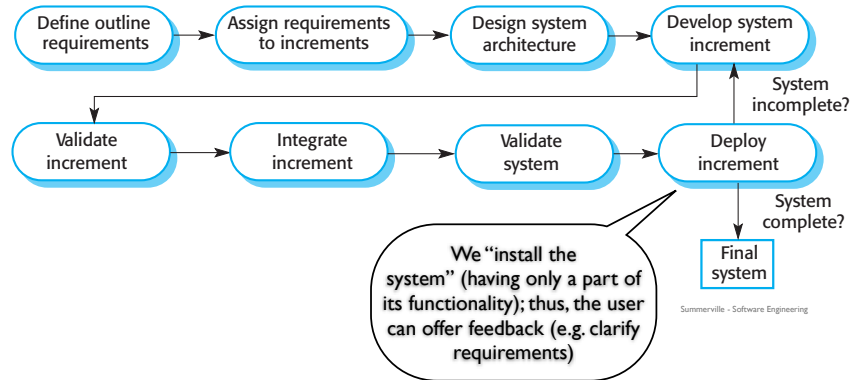 Define outline
requirements
Assign requirements
to increments
Design system
architecture
Develop system
increment
System
incomplete?
Validate
increment
Integrate
increment
Validate
system
Deploy
increment
System
complete?
Final
system
We “install the
system” (having only a part of
its functionality); thus, the user
can offer feedback (e.g. clarify
requirements)
Summerville - Software Engineering